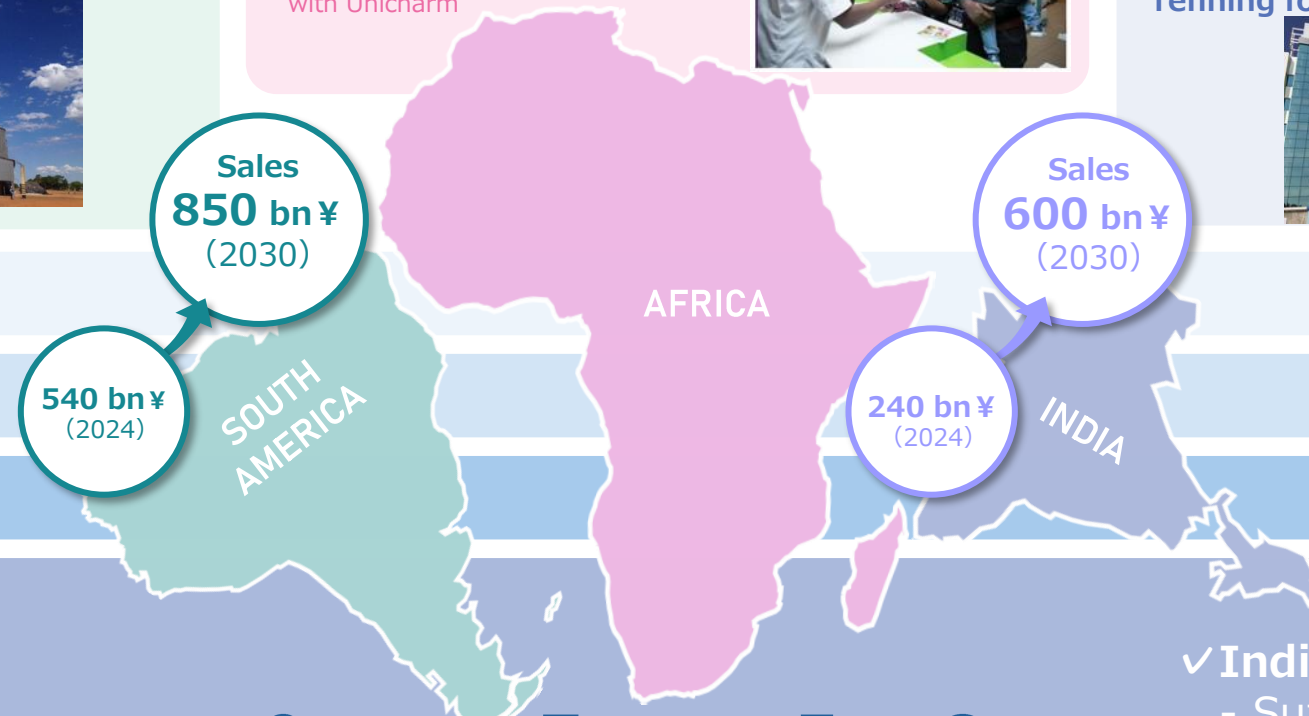 with Unicharm
Sales
850 bn¥
（2030）
540 bn¥
（2024）
SOUTH
AMERICA
AFRICA
Sales
600 bn¥
（2030）
240 bn¥
（2024）
INDIA